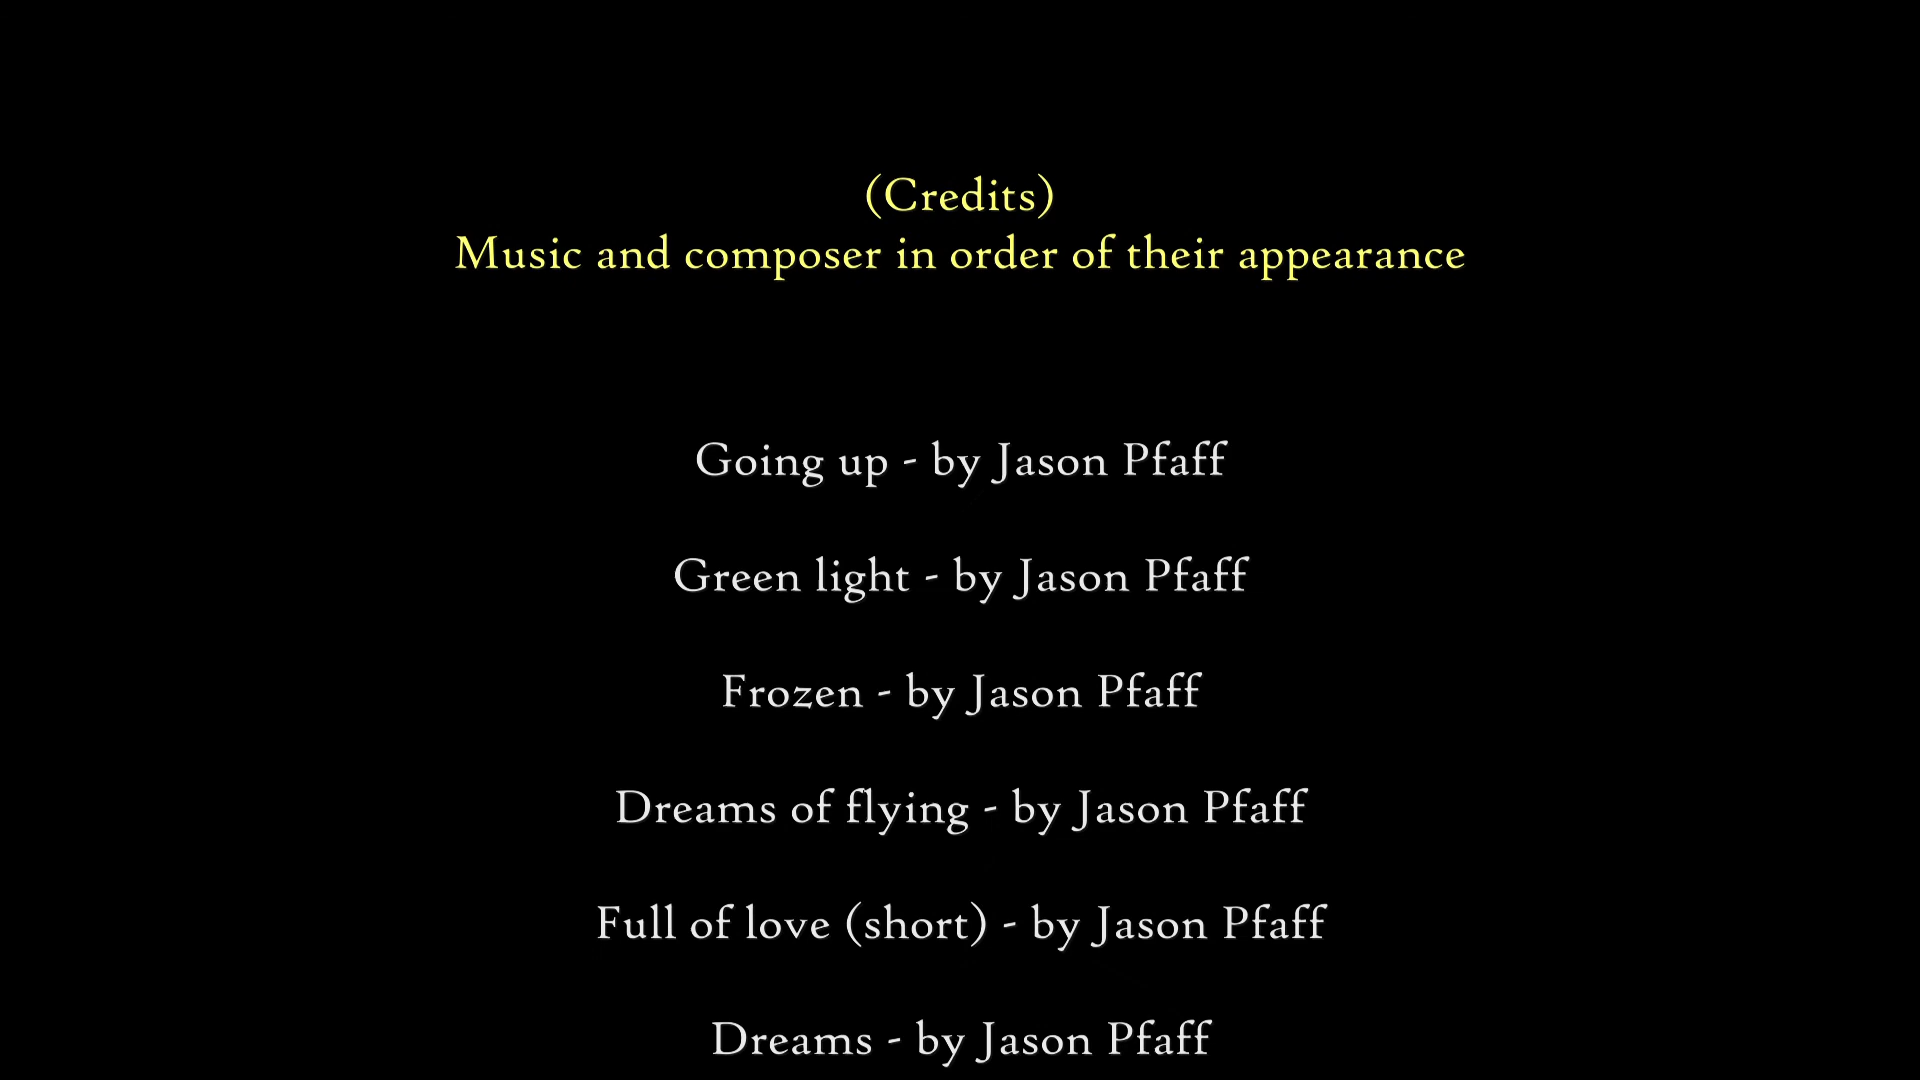 (Credits)
Music and composer in order of their appearance
Going up - by Jason Pfaff
Green light - by Jason Pfaff
Frozen - by Jason Pfaff
Dreams of flying - by Jason Pfaff
Full of love (short) - by Jason Pfaff
Dreams - by Jason Pfaff